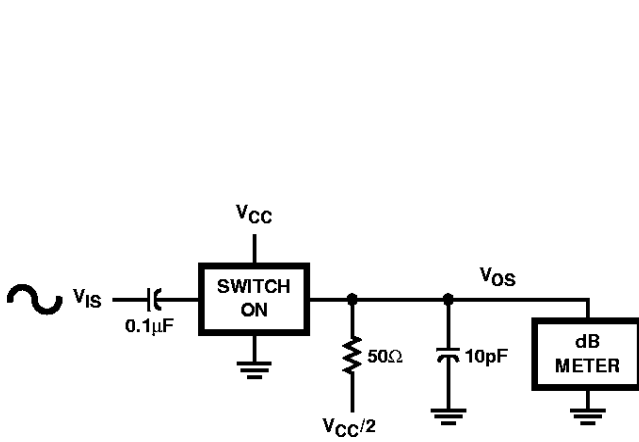 VCC
VIS
0.1µF
SWITCH
ON
VOS
50Ω
10pF
dB
METER
VCC/2